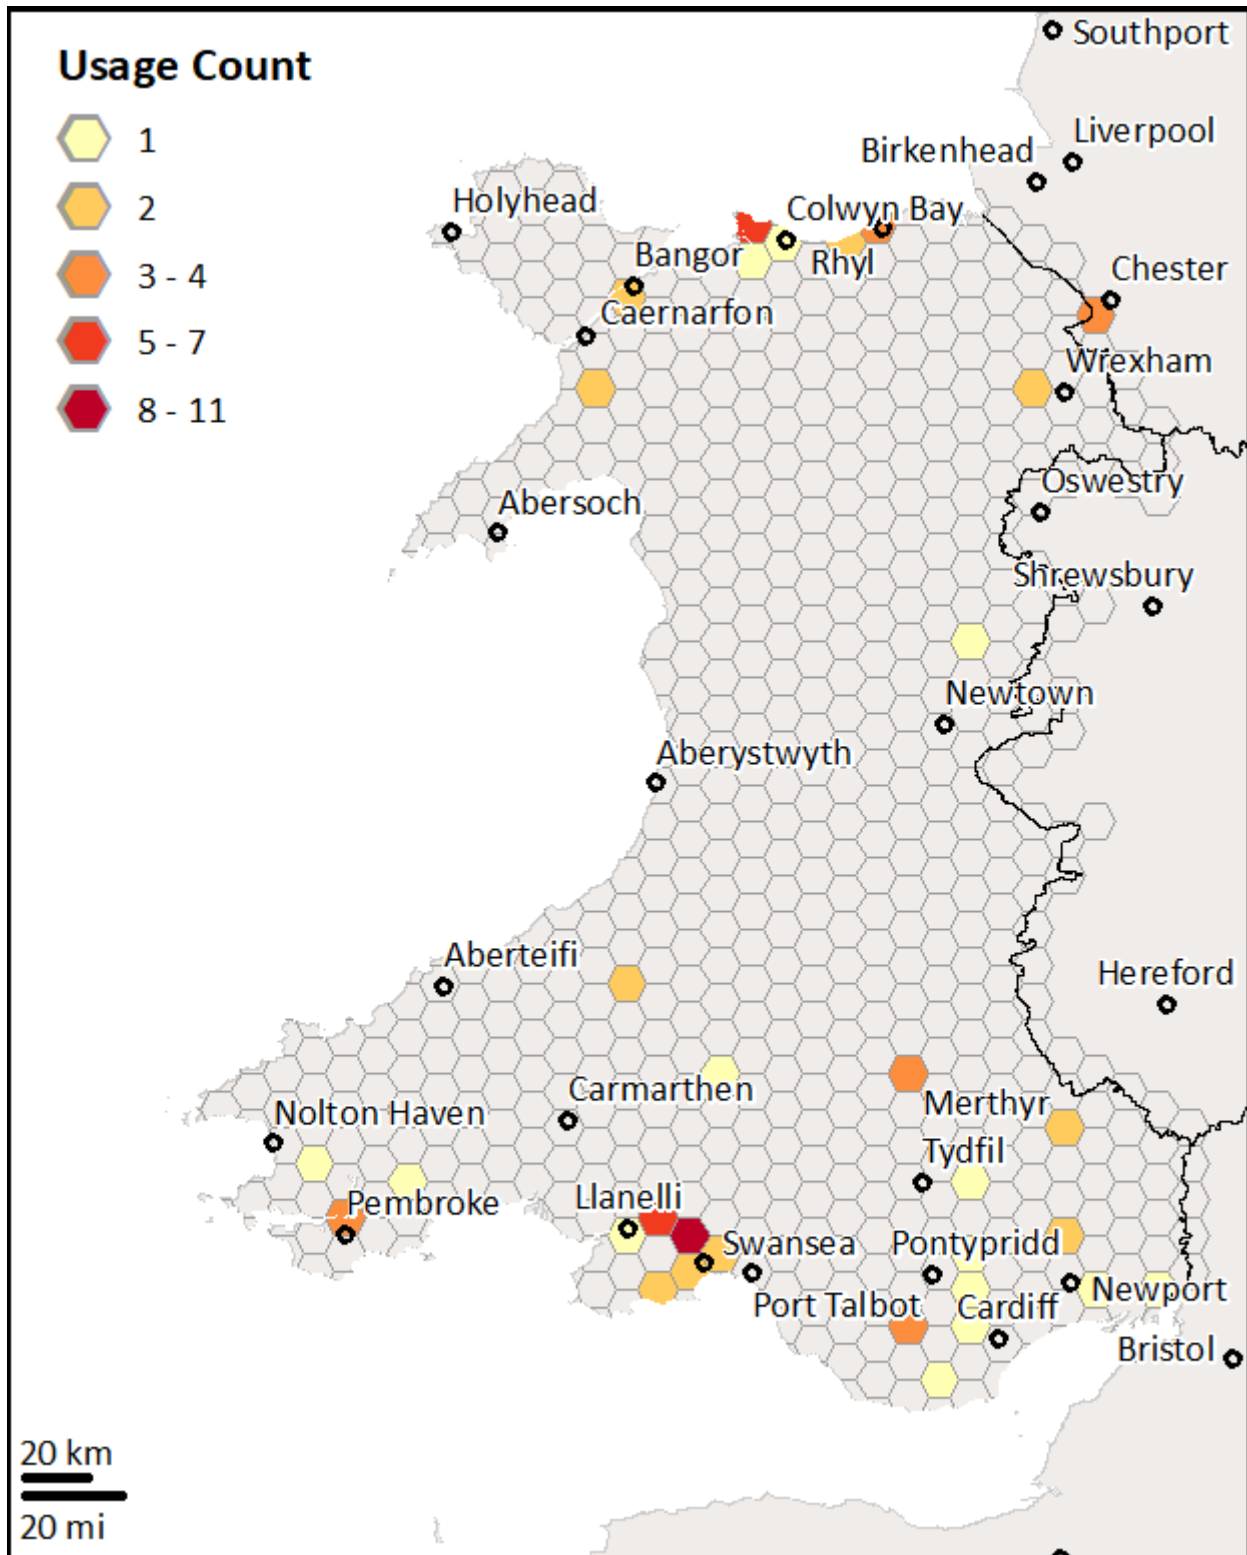 Usage Count
1
2
3 - 4
5 - 7
8 - 11
Southport
Liverpool
Birkenhead
Holyhead
Colwyn Bay
Bangor
Rhyl
Chester
Caernarfon
Wrexham
Oswestry
Abersoch
Shrewsbury
Newtown
Aberystwyth
Aberteifi
Hereford
Carmarthen
Merthyr
Tydfil
Nolton Haven
Pembroke
Llanelli
Swansea
Pontypridd
Newport
Port Talbot
Cardiff
Bristol
20 km
20 mi